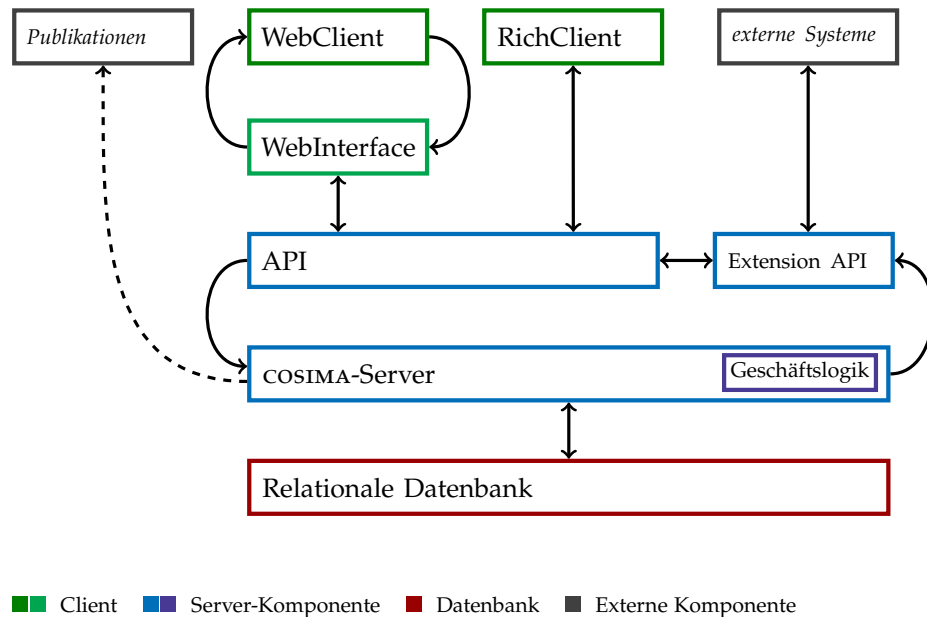 Publikationen
WebClient
RichClient
externe Systeme
WebInterface
API
Extension API
COSIMA-Server
Geschäftslogik
Relationale Datenbank
Client
Server-Komponente
Datenbank
Externe Komponente